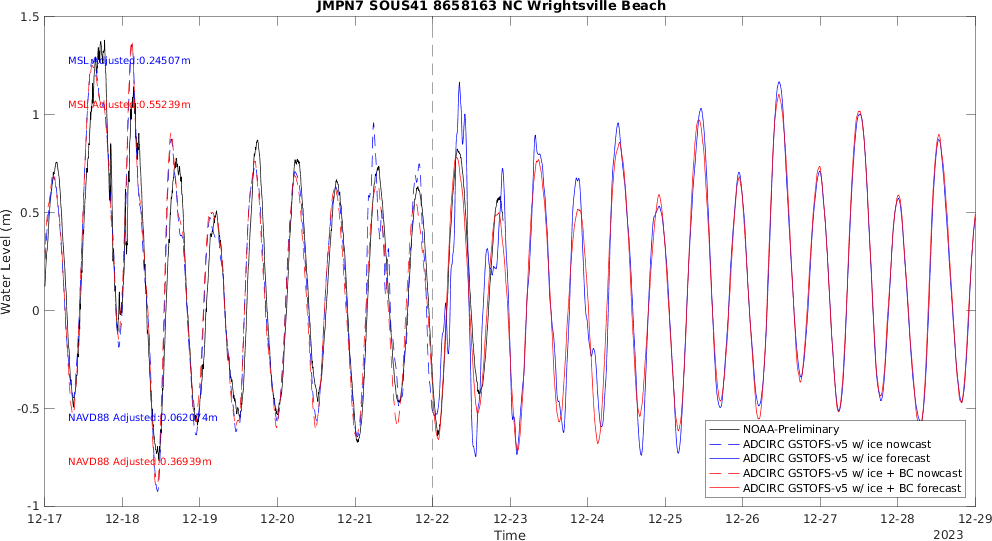 JMPN7 SOUS41 8658163 NC Wrightsville Beach
1.5
1
0.5
0
-0.5
-1
Water Level (m)
MSL Adjusted:0.24507m
MSL Adjusted:0.55239m
NAVD88 Adjusted:0.062074m
NAVD88 Adjusted:0.36939m
NOAA-Preliminary
ADCIRC GSTOFS-v5 w/ ice nowcast
ADCIRC GSTOFS-v5 w/ ice forecast
ADCIRC GSTOFS-v5 w/ ice + BC nowcast
ADCIRC GSTOFS-v5 w/ ice + BC forecast
12-17 12-18 12-19 12-20 12-21 12-22 12-23 12-24 12-25 12-26 12-27 12-28 12-29
Time
2023